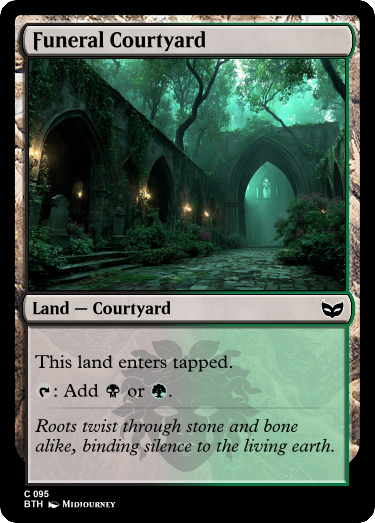 Funeral Courtyard
Land — Courtyard
This land enters tapped.
: Add or .
Roots twist through stone and bone
alike, binding silence to the living earth.
C 095
BTH Midjourney